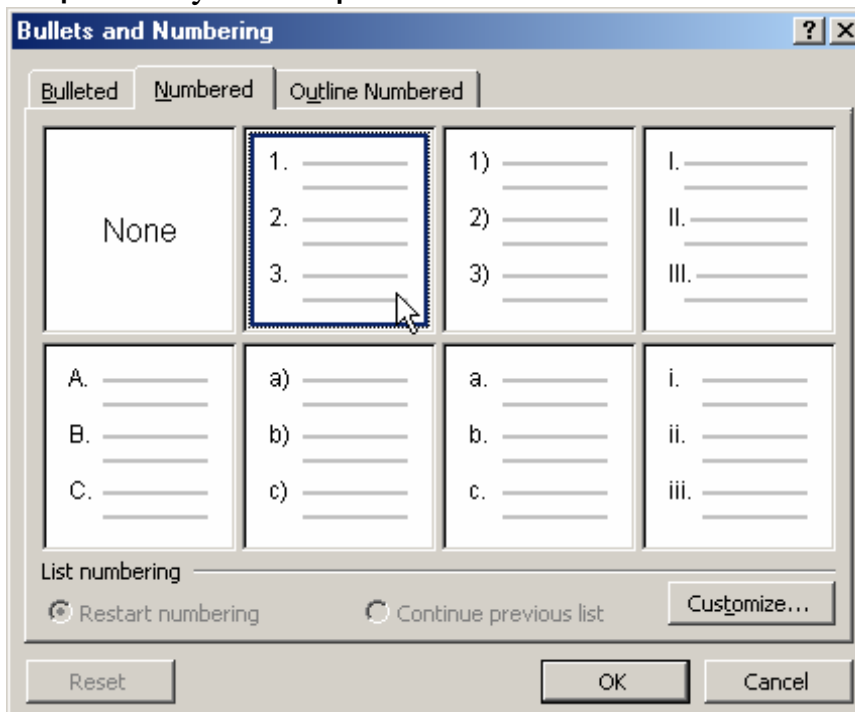 Bullets and Numbering
Bulleted Numbered Outline Numbered
None
1.
2.
3.
1)
2)
3)
I.
II.
III.
A.
B.
C.
a)
b)
c)
a.
b.
c.
i.
ii.
iii.
List numbering
Restart numbering Continue previous list Customize...
Reset OK Cancel